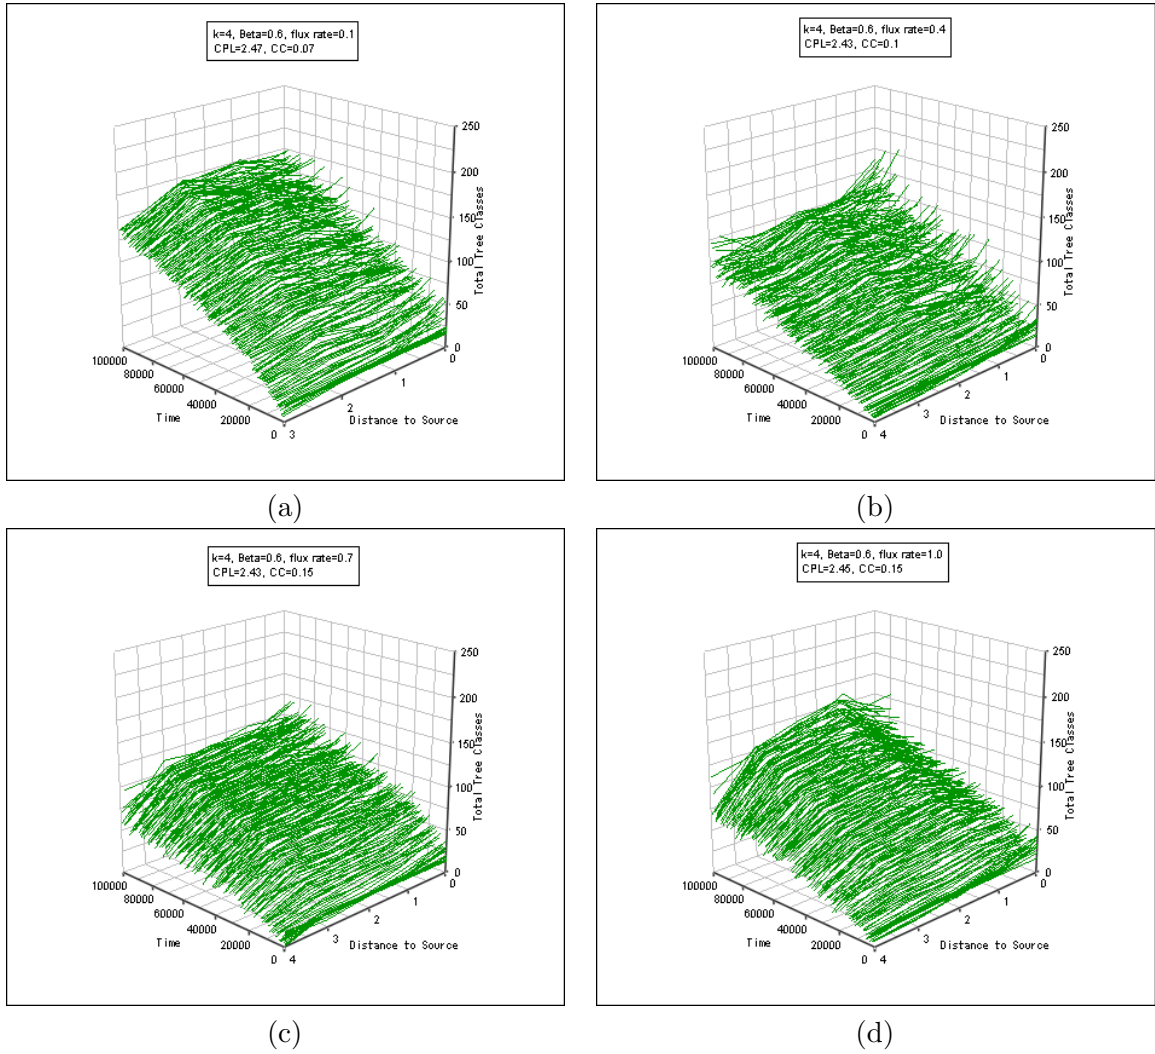 k=4, Beta=0.6, flux rate=0.1
CPL=2.47, CC=0.07
250
200
150
100
50
0
Total Tree Classes
100000
80000
60000
40000
20000
0
Time
3
2
1
0
Distance to Source
(a)
k=4, Beta=0.6, flux rate=0.4
CPL=2.43, CC=0.1
250
200
150
100
50
0
Total Tree Classes
100000
80000
60000
40000
20000
0
Time
4
3
2
1
0
Distance to Source
(b)
k=4, Beta=0.6, flux rate=0.7
CPL=2.43, CC=0.15
250
200
150
100
50
0
Total Tree Classes
100000
80000
60000
40000
20000
0
Time
4
3
2
1
0
Distance to Source
(c)
k=4, Beta=0.6, flux rate=1.0
CPL=2.45, CC=0.15
250
200
150
100
50
0
Total Tree Classes
100000
80000
60000
40000
20000
0
Time
4
3
2
1
0
Distance to Source
(d)